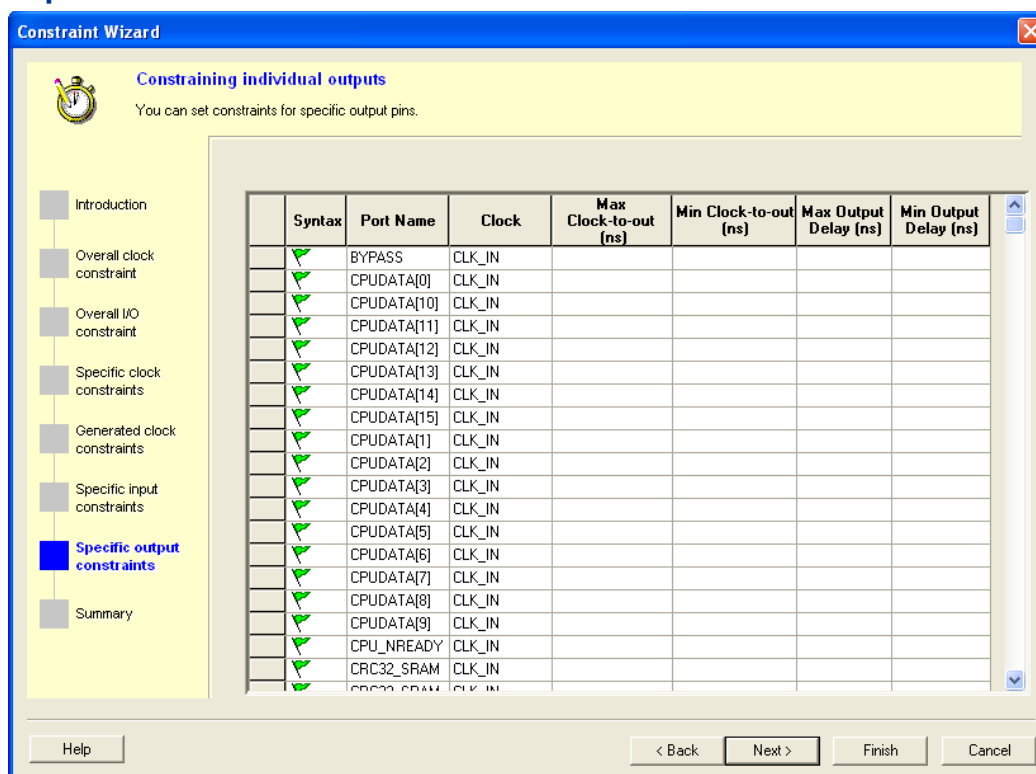 Constraint Wizard
Constraining individual outputs
You can set constraints for specific output pins.
Introduction
Overall clock
constraint
Overall I/O
constraint
Specific clock
constraints
Generated clock
constraints
Specific input
constraints
Specific output
constraints
Summary
Syntax Port Name Clock Max Clock-to-out (ns) Min Clock-to-out (ns) Max Output Delay (ns) Min Output Delay (ns)
BYPASS CLK_IN
CPUDATA[0] CLK_IN
CPUDATA[10] CLK_IN
CPUDATA[11] CLK_IN
CPUDATA[12] CLK_IN
CPUDATA[13] CLK_IN
CPUDATA[14] CLK_IN
CPUDATA[15] CLK_IN
CPUDATA[1] CLK_IN
CPUDATA[2] CLK_IN
CPUDATA[3] CLK_IN
CPUDATA[4] CLK_IN
CPUDATA[5] CLK_IN
CPUDATA[6] CLK_IN
CPUDATA[7] CLK_IN
CPUDATA[8] CLK_IN
CPUDATA[9] CLK_IN
CPU_NREADY CLK_IN
CRC32_SRAM CLK_IN
Help < Back Next > Finish Cancel